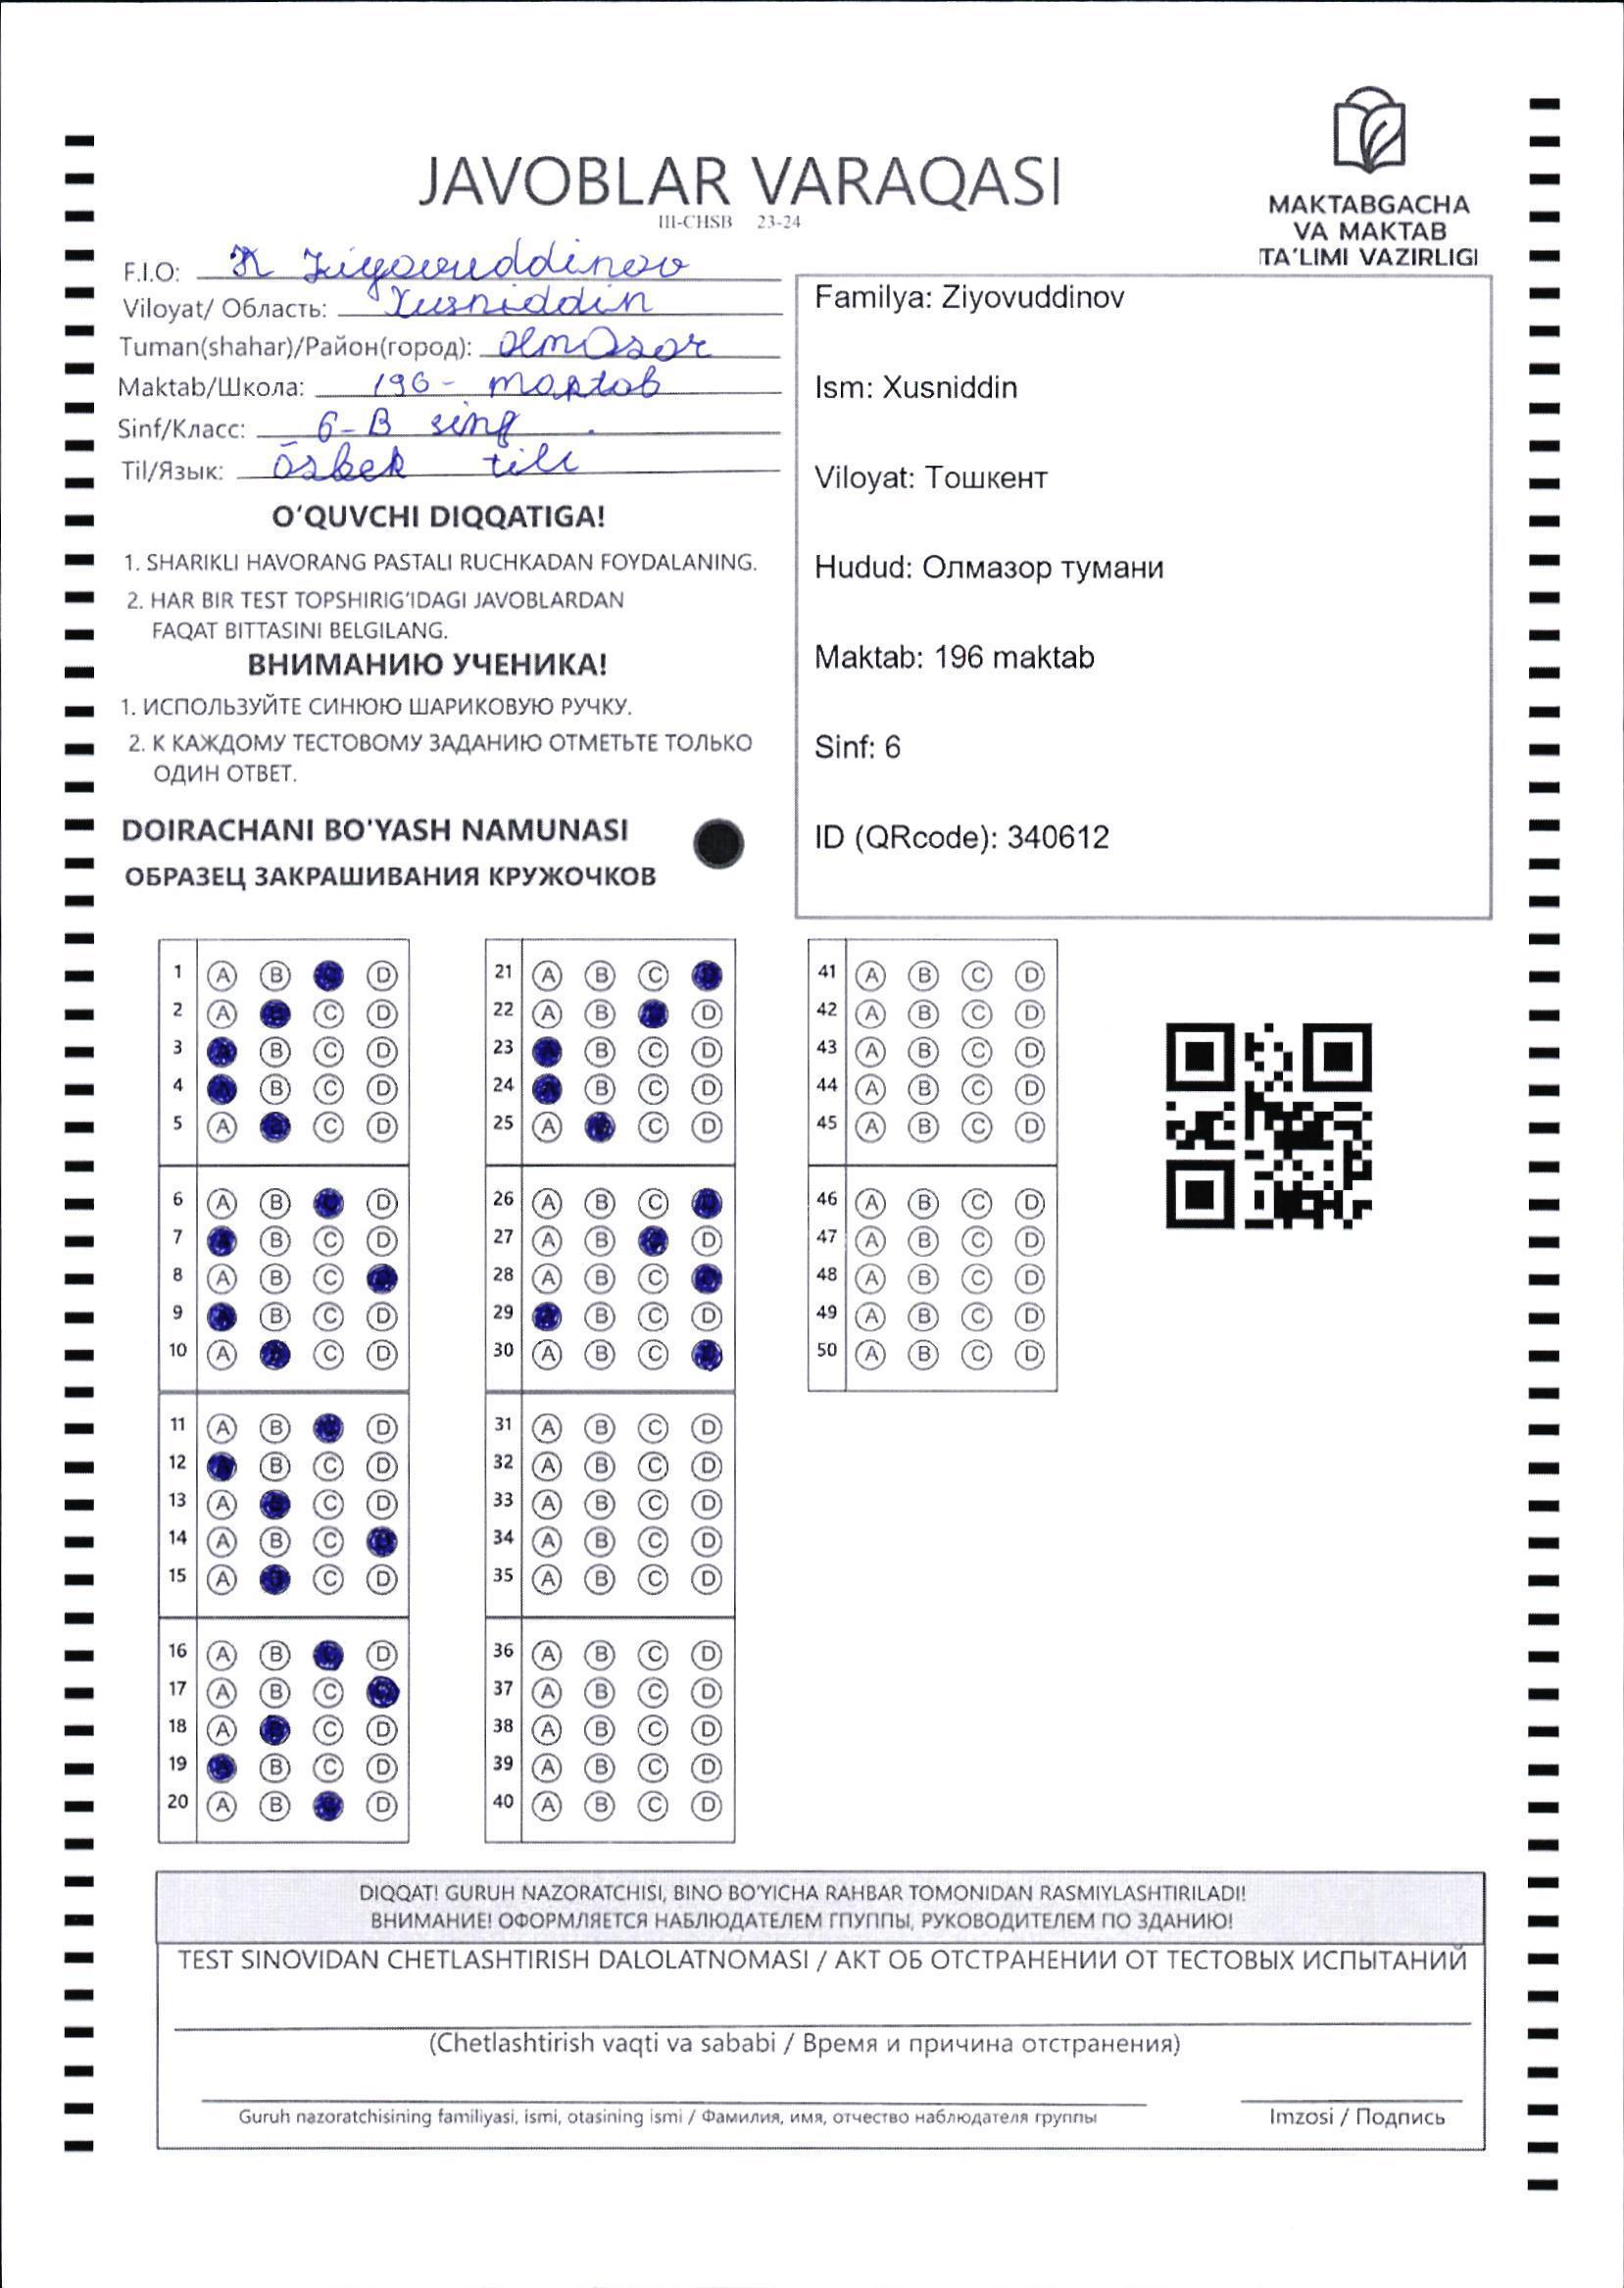 JAVOBLAR VARAQASI
III-CHSB 23-24
MAKTABGACHA
VA MAKTAB
TA'LIMI VAZIRLIGI
F.I.O: Ziyovuddinov
Viloyat/ Область: Xusniddin
Tuman(shahar)/Район(город): Olmosor
Maktab/Школа: 196- maktab
Sinf/Класс: 6-B sinf
Til/Язык: ōzbek tili
O'QUVCHI DIQQATIGA!
1. SHARIKLI HAVORANG PASTALI RUCHKADAN FOYDALANING.
2. HAR BIR TEST TOPSHIRIG'IDAGI JAVOBLARDAN
FAQAT BITTASINI BELGILANG.
ВНИМАНИЮ УЧЕНИКА!
1. ИСПОЛЬЗУЙТЕ СИНЮЮ ШАРИКОВУЮ РУЧКУ.
2. К КАЖДОМУ ТЕСТОВОМУ ЗАДАНИЮ ОТМЕТЬТЕ ТОЛЬКО
ОДИН ОТВЕТ.
DOIRACHANI BO'YASH NAMUNASI
ОБРАЗЕЦ ЗАКРАШИВАНИЯ КРУЖОЧКОВ
Familya: Ziyovuddinov
Ism: Xusniddin
Viloyat: Тошкент
Hudud: Олмазор тумани
Maktab: 196 maktab
Sinf: 6
ID (QRcode): 340612
1 A B D
2 A C D
3 B C D
4 B C D
5 A C D
6 A B D
7 B C D
8 A B C
9 B C D
10 A C D
11 A B D
12 B C D
13 A C D
14 A B C
15 A C D
16 A B D
17 A B C
18 A C D
19 B C D
20 A B D
21 A B C
22 A B D
23 B C D
24 B C D
25 A C D
26 A B C
27 A B D
28 A B C
29 B C D
30 A B C
31 A B C D
32 A B C D
33 A B C D
34 A B C D
35 A B C D
36 A B C D
37 A B C D
38 A B C D
39 A B C D
40 A B C D
41 A B C D
42 A B C D
43 A B C D
44 A B C D
45 A B C D
46 A B C D
47 A B C D
48 A B C D
49 A B C D
50 A B C D
DIQQAT! GURUH NAZORATCHISI, BINO BO'YICHA RAHBAR TOMONIDAN RASMIYLASHTIRILADI!
ВНИМАНИЕ! ОФОРМЛЯЕТСЯ НАБЛЮДАТЕЛЕМ ГПУППЫ, РУКОВОДИТЕЛЕМ ПО ЗДАНИЮ!
TEST SINOVIDAN CHETLASHTIRISH DALOLATNOMASI / АКТ ОБ ОТСТРАНЕНИИ ОТ ТЕСТОВЫХ ИСПЫТАНИЙ
(Chetlashtirish vaqti va sababi / Время и причина отстранения)
Guruh nazoratchisining familiyasi, ismi, otasining ismi / Фамилия, имя, отчество наблюдателя группы
Imzosi / Подпись